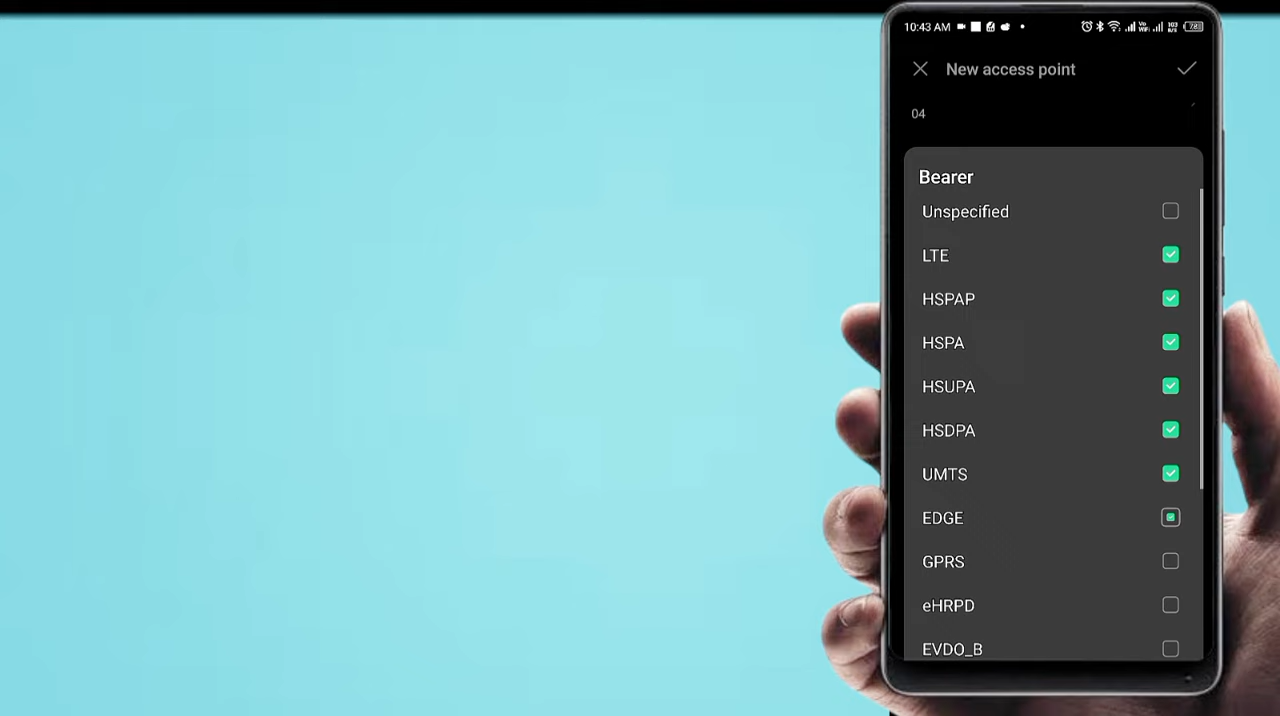 10:43 AM
New access point
04
Bearer
Unspecified
LTE
HSPAP
HSPA
HSUPA
HSDPA
UMTS
EDGE
GPRS
eHRPD
EVDO_B